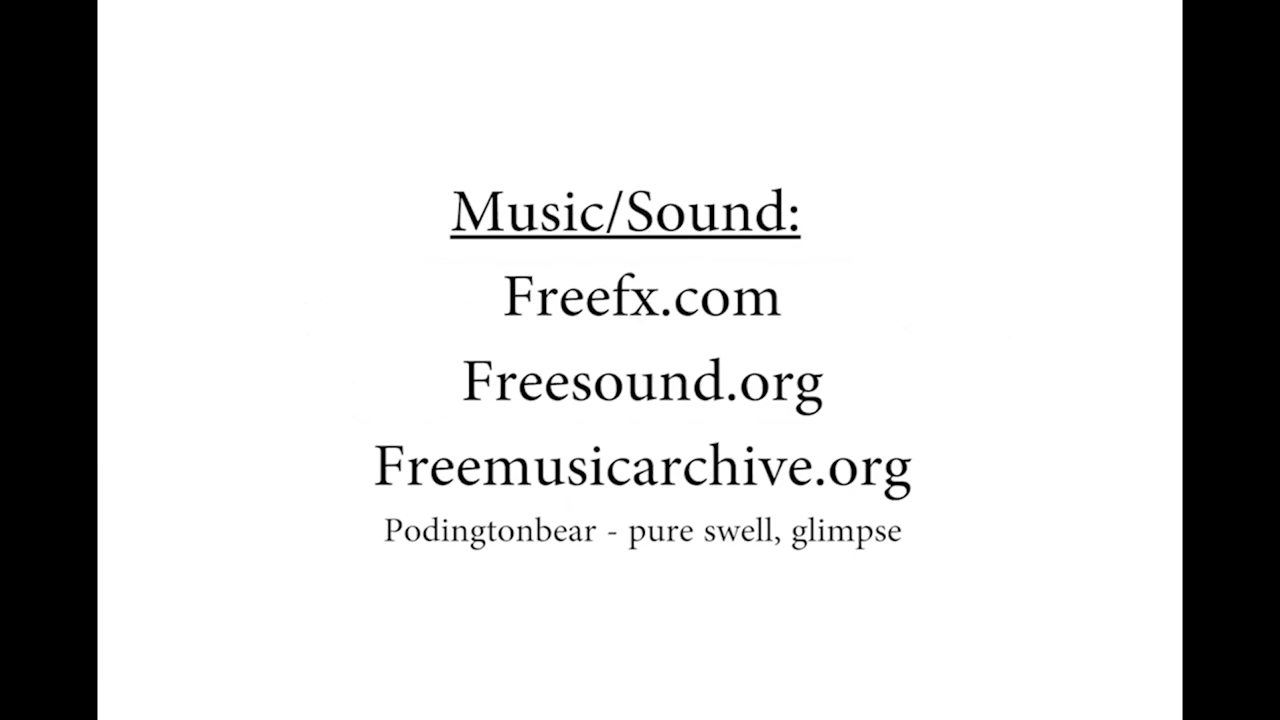 Music/Sound:
Freefx.com
Freesound.org
Freemusicarchive.org
Podingtonbear - pure swell, glimpse